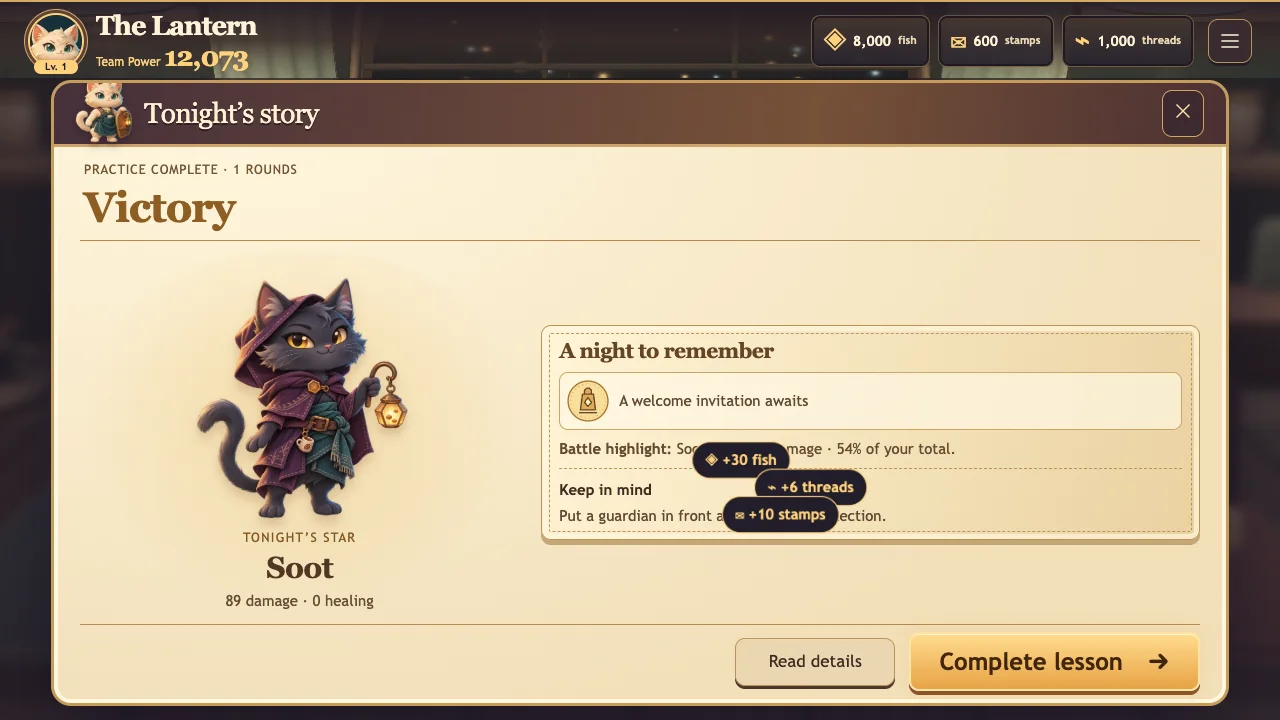 The Lantern
Team Power 12,073
Lv. 1
8,000 fish
600 stamps
1,000 threads
Tonight’s story
PRACTICE COMPLETE · 1 ROUNDS
Victory
TONIGHT’S STAR
Soot
89 damage · 0 healing
A night to remember
A welcome invitation awaits
Battle highlight: mage · 54% of your total.
+30 fish
+6 threads
Keep in mind
+10 stamps
Put a guardian in front
Read details
Complete lesson